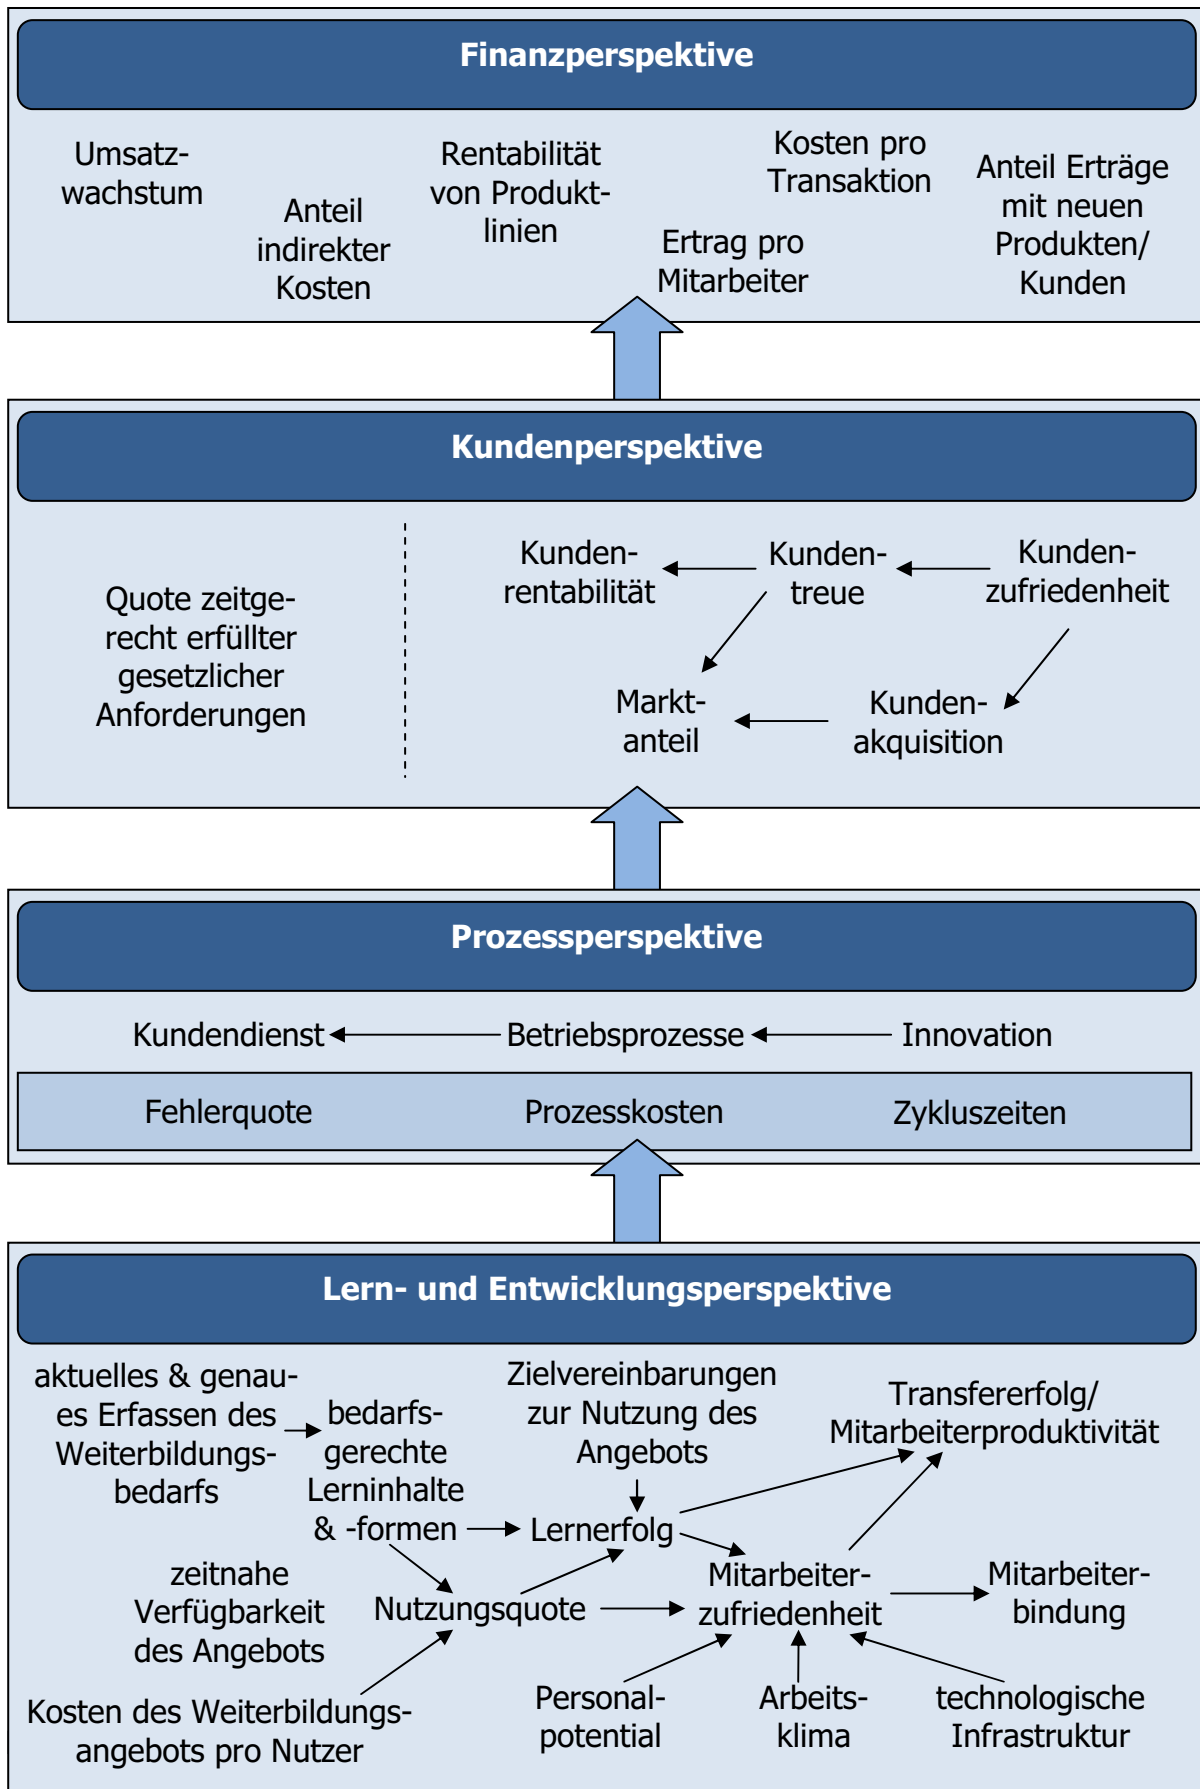 Finanzperspektive
Umsatz-
wachstum
Anteil
indirekter
Kosten
Rentabilität
von Produkt-
linien
Ertrag pro
Mitarbeiter
Kosten pro
Transaktion
Anteil Erträge
mit neuen
Produkten/
Kunden
Kundenperspektive
Quote zeitge-
recht erfüllter
gesetzlicher
Anforderungen
Kunden-
rentabilität
Kunden-
treue
Kunden-
zufriedenheit
Markt-
anteil
Kunden-
akquisition
Prozessperspektive
Kundendienst
Betriebsprozesse
Innovation
Fehlerquote
Prozesskosten
Zykluszeiten
Lern- und Entwicklungsperspektive
aktuelles & genau-
es Erfassen des
Weiterbildungs-
bedarfs
bedarfs-
gerechte
Lerninhalte
& -formen
Zielvereinbarungen
zur Nutzung des
Angebots
Transfererfolg/
Mitarbeiterproduktivität
Lernerfolg
zeitnahe
Verfügbarkeit
des Angebots
Nutzungsquote
Mitarbeiter-
zufriedenheit
Mitarbeiter-
bindung
Kosten des Weiterbildungs-
angebots pro Nutzer
Personal-
potential
Arbeits-
klima
technologische
Infrastruktur